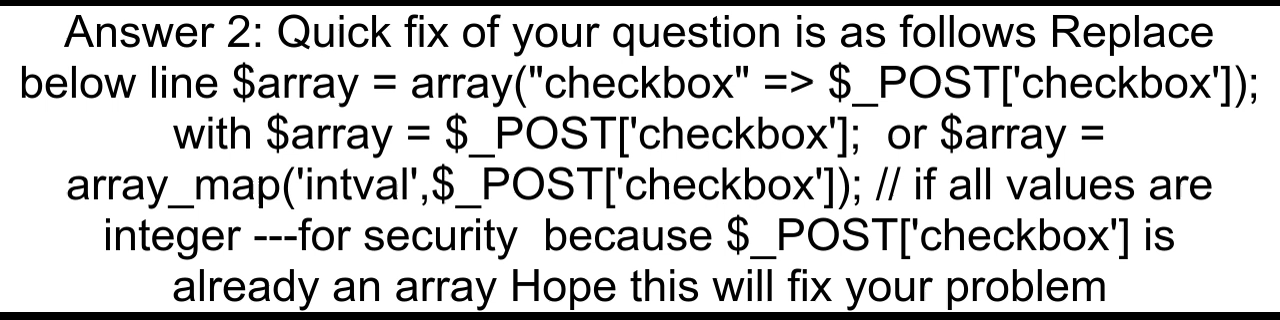 Answer 2: Quick fix of your question is as follows Replace
below line $array = array("checkbox" => $_POST['checkbox']);
with $array = $_POST['checkbox'];  or $array =
array_map('intval',$_POST['checkbox']); // if all values are
integer ---for security  because $_POST['checkbox'] is
already an array Hope this will fix your problem